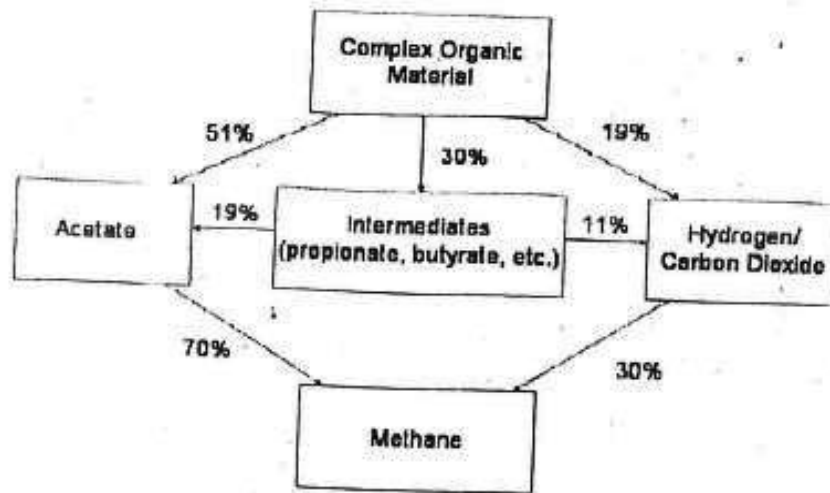 Complex Organic
Material
51%
30%
19%
Acetate
19%
Intermediates
(propionate, butyrate, etc.)
11%
Hydrogen/
Carbon Dioxide
70%
30%
Methane